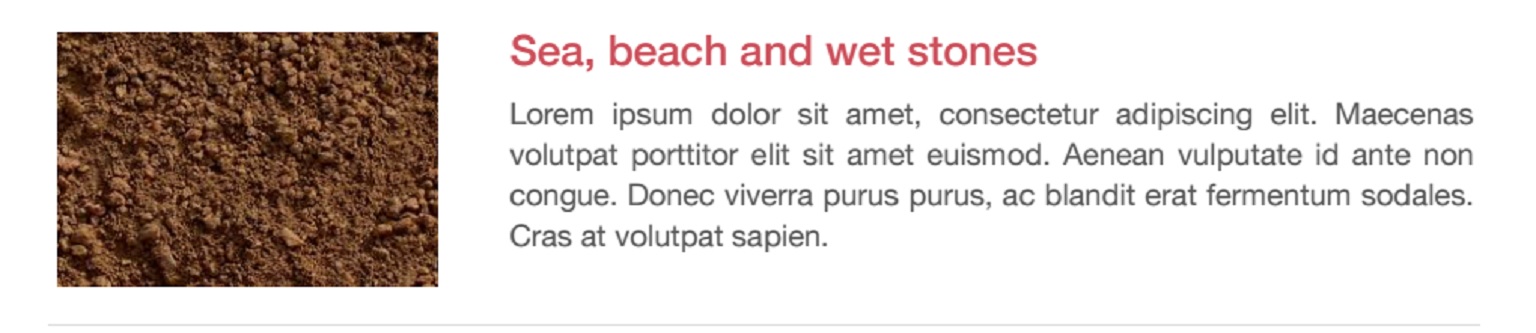 Sea, beach and wet stones
Lorem ipsum dolor sit amet, consectetur adipiscing elit. Maecenas
volutpat porttitor elit sit amet euismod. Aenean vulputate id ante non
congue. Donec viverra purus purus, ac blandit erat fermentum sodales.
Cras at volutpat sapien.